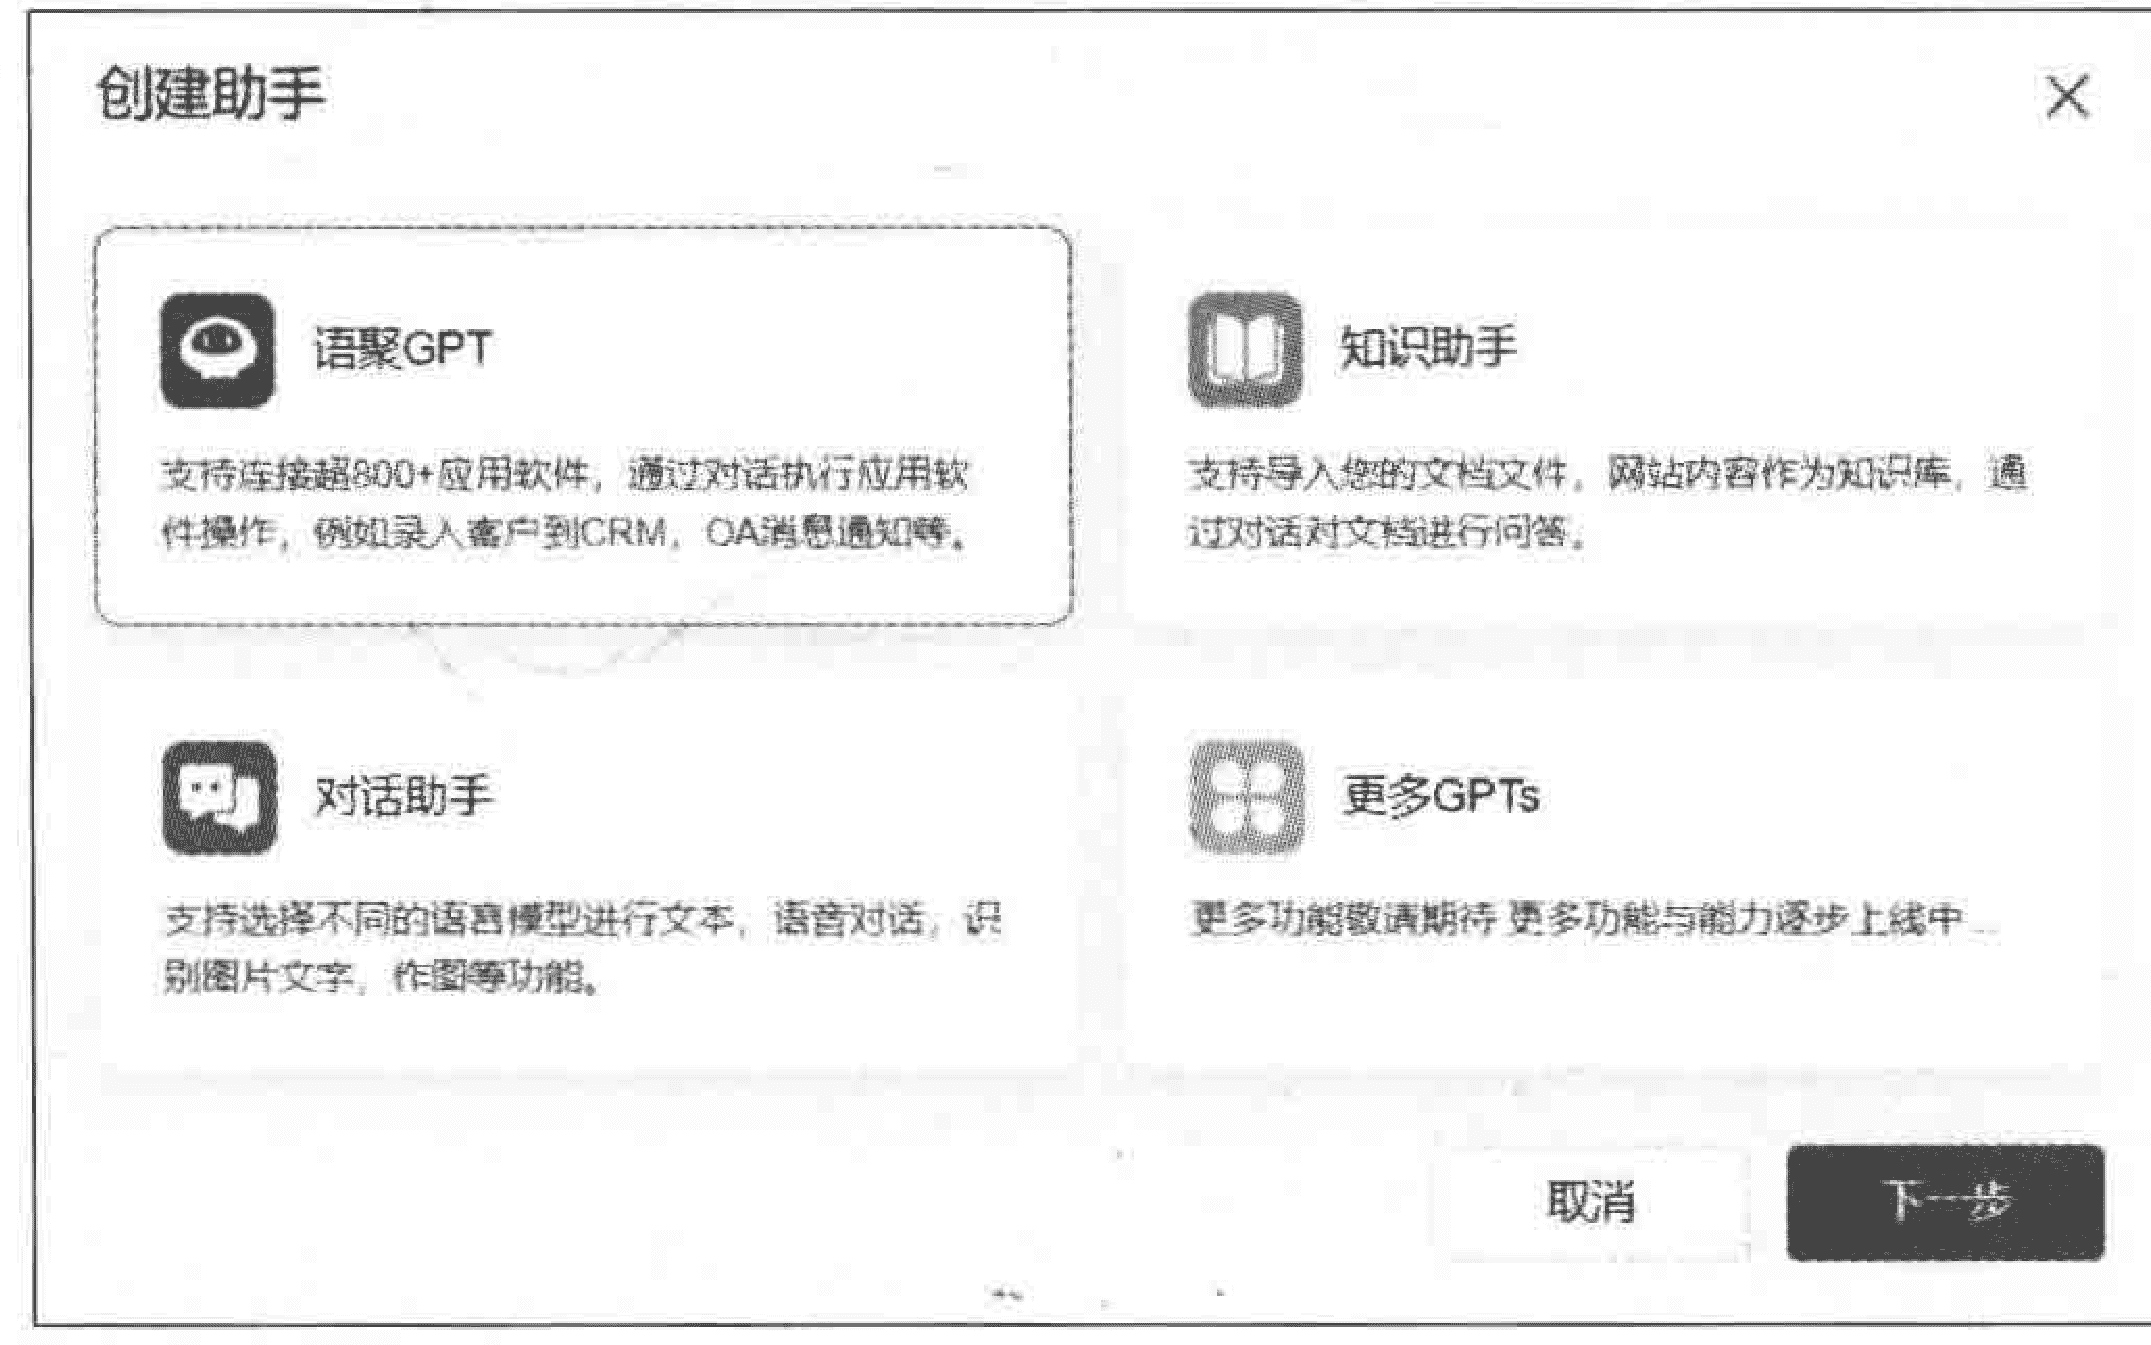 创建助手
语聚GPT
支持连接超800+应用软件，通过对话执行应用软
件操作，例如录入客户到CRM，OA消息通知等。
知识助手
支持导入您的文档文件，网站内容作为知识库，通
过对话对文档进行问答。
对话助手
支持选择不同的语言模型进行文本，语音对话，识
别图片文字，作图等功能。
更多GPTs
更多功能敬请期待 更多功能与能力逐步上线中...
取消
下一步